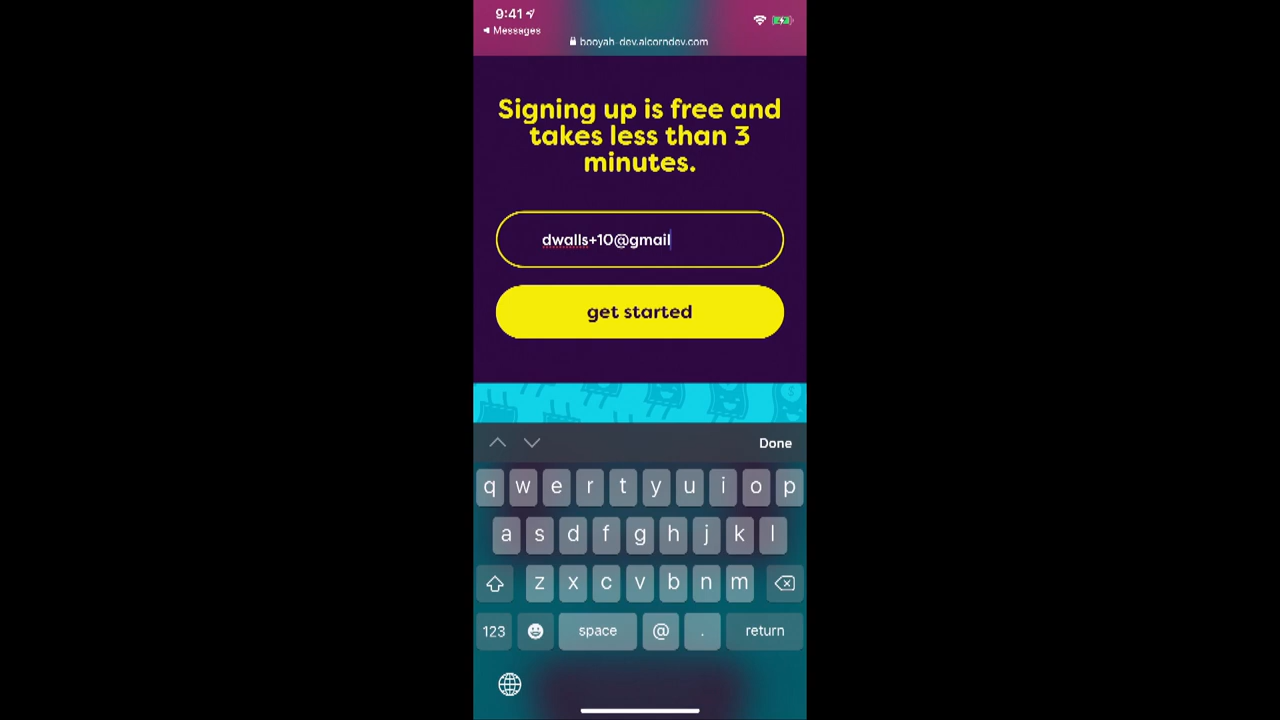 9:41
Messages
booyah-dev.alcorndev.com
Signing up is free and
takes less than 3
minutes.
dwalls+10@gmail
get started
Done
q w e r t y u i o p
a s d f g h j k l
z x c v b n m
123 space @ . return